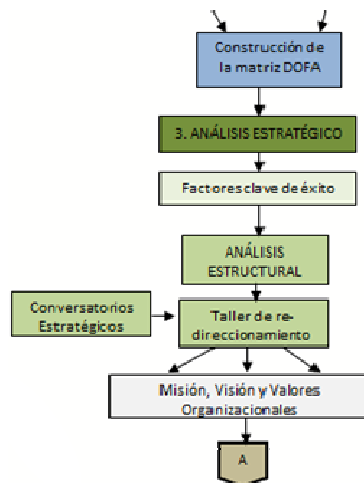 Construcción de
la matriz DOFA
3. ANÁLISIS ESTRATÉGICO
Factores clave de éxito
ANÁLISIS
ESTRUCTURAL
Conversatorios
Estratégicos
Taller de re-
direccionamiento
Misión, Visión y Valores
Organizacionales
A